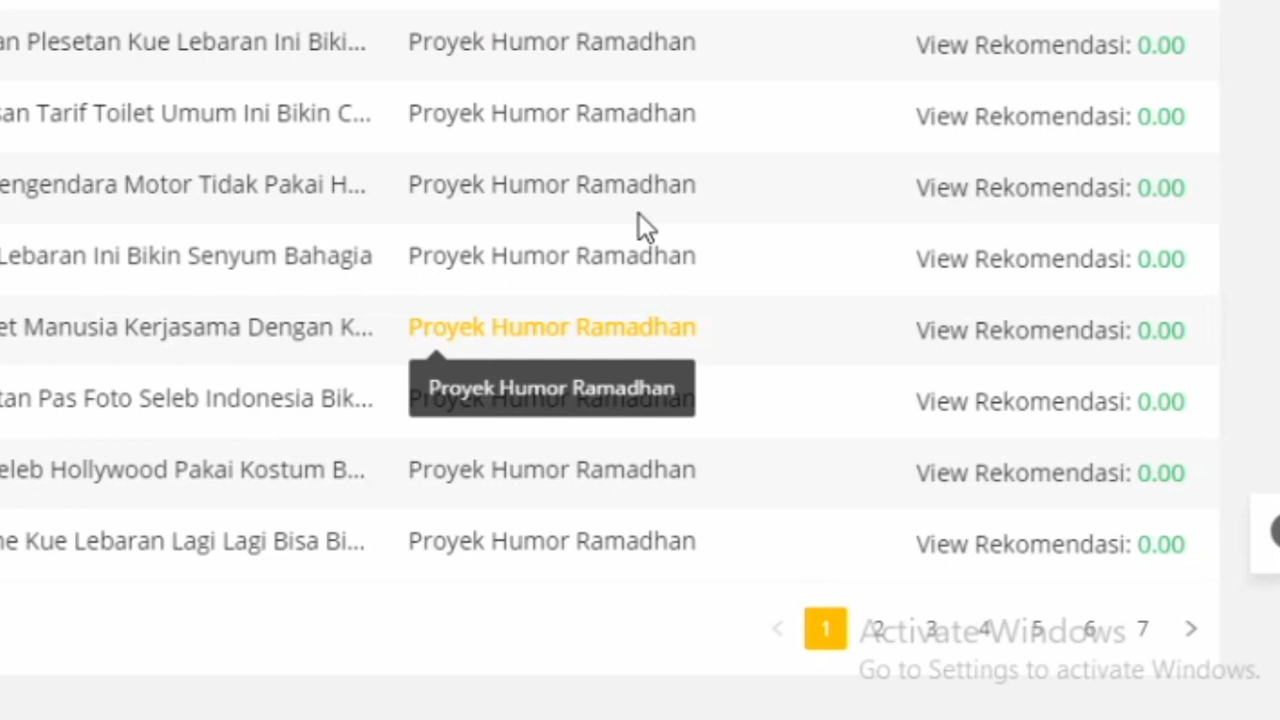 an Plesetan Kue Lebaran Ini Biki... Proyek Humor Ramadhan View Rekomendasi: 0.00
san Tarif Toilet Umum Ini Bikin C... Proyek Humor Ramadhan View Rekomendasi: 0.00
engendara Motor Tidak Pakai H... Proyek Humor Ramadhan View Rekomendasi: 0.00
Lebaran Ini Bikin Senyum Bahagia Proyek Humor Ramadhan View Rekomendasi: 0.00
et Manusia Kerjasama Dengan K... Proyek Humor Ramadhan View Rekomendasi: 0.00
Proyek Humor Ramadhan
tan Pas Foto Seleb Indonesia Bik... Proyek Humor Ramadhan View Rekomendasi: 0.00
eleb Hollywood Pakai Kostum B... Proyek Humor Ramadhan View Rekomendasi: 0.00
ne Kue Lebaran Lagi Lagi Bisa Bi... Proyek Humor Ramadhan View Rekomendasi: 0.00
< 1 2 3 4 5 6 7 >
Activate Windows
Go to Settings to activate Windows.